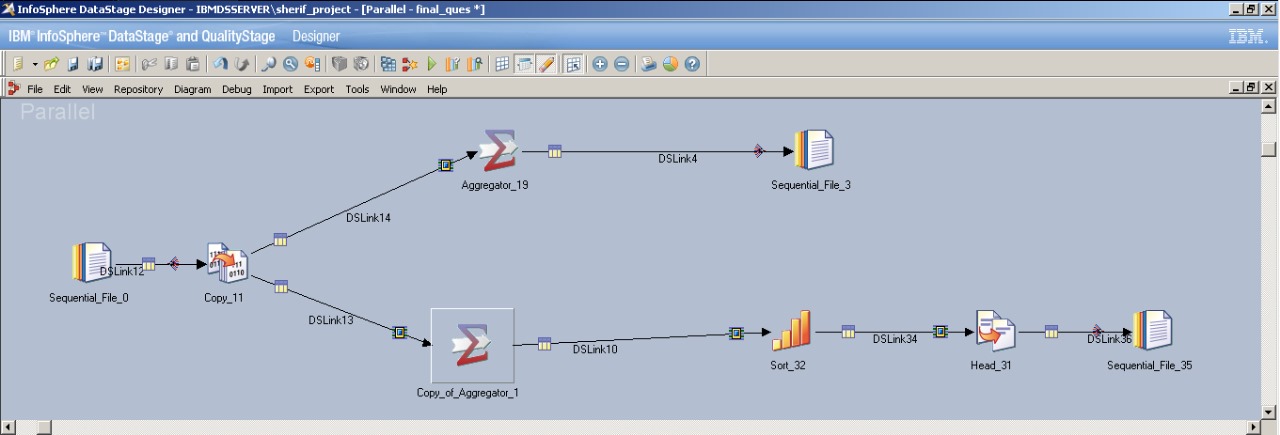 InfoSphere DataStage Designer - IBMDSSERVER\sherif_project - [Parallel - final_ques *]
IBM® InfoSphere™ DataStage® and QualityStage Designer
IBM.
File Edit View Repository Diagram Debug Import Export Tools Window Help
Parallel
Aggregator_19
DSLink4
Sequential_File_3
DSLink14
Sequential_File_0
DSLink12
Copy_11
DSLink13
Copy_of_Aggregator_1
DSLink10
Sort_32
DSLink34
Head_31
DSLink36
Sequential_File_35